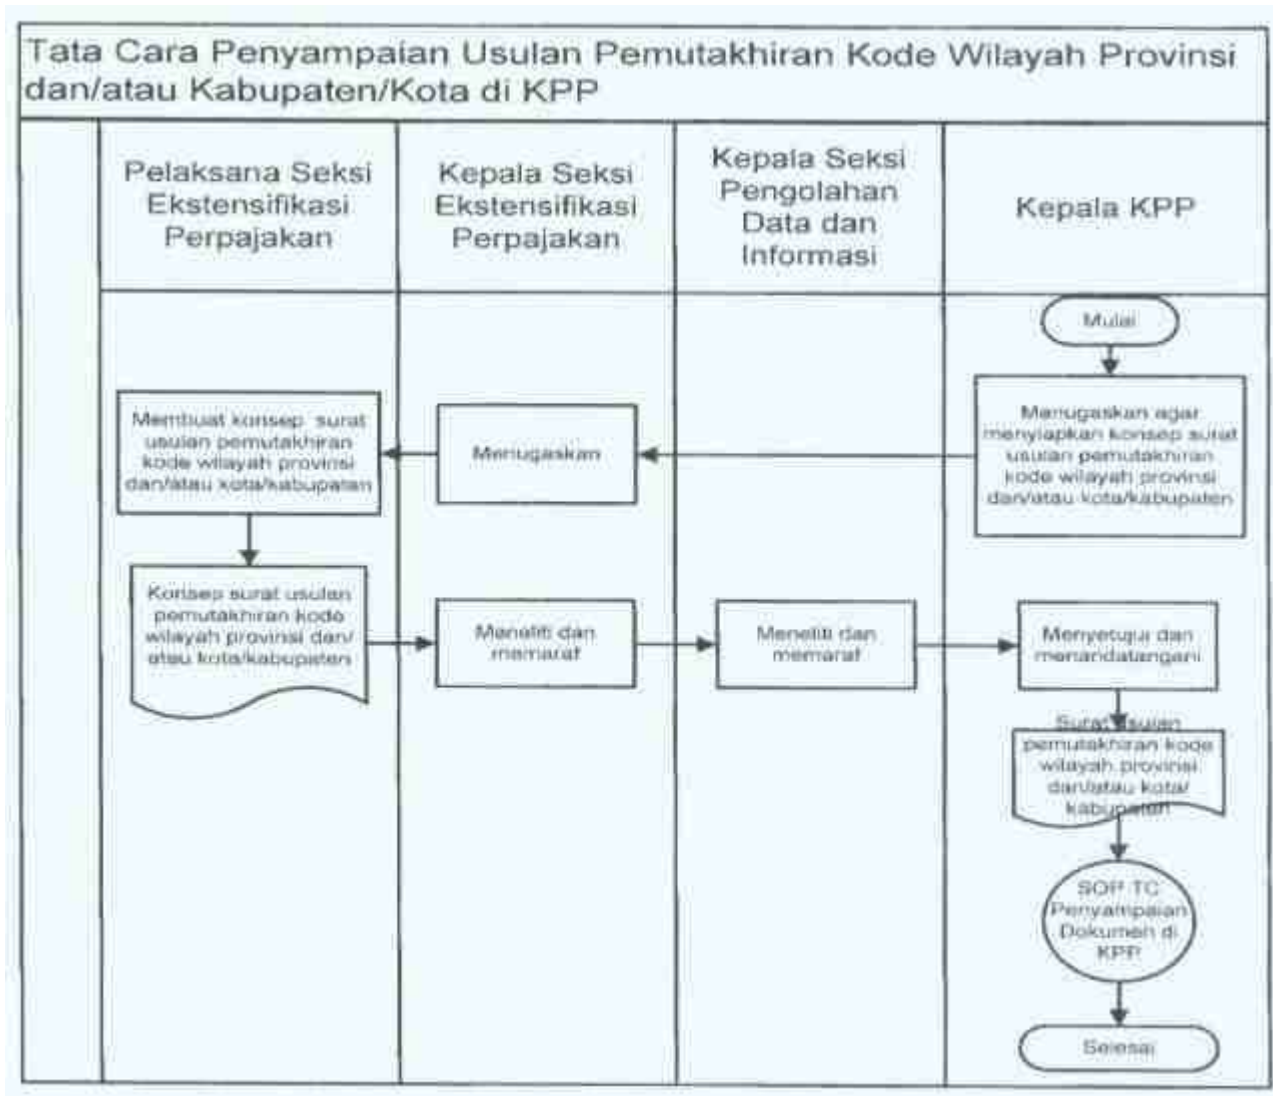 Tata Cara Penyampaian Usulan Pemutakhiran Kode Wilayah Provinsi
dan/atau Kabupaten/Kota di KPP
Pelaksana Seksi
Ekstensifikasi
Perpajakan
Kepala Seksi
Ekstensifikasi
Perpajakan
Kepala Seksi
Pengolahan
Data dan
Informasi
Kepala KPP
Mulai
Menugaskan agar
menyiapkan konsep surat
usulan pemutakhiran
kode wilayah provinsi
dan/atau kota/kabupaten
Menugaskan
Membuat konsep surat
usulan pemutakhiran
kode wilayah provinsi
dan/atau kota/kabupaten
Konsep surat usulan
pemutakhiran kode
wilayah provinsi dan/
atau kota/kabupaten
Meneliti dan
memaraf
Meneliti dan
memaraf
Menyetujui dan
menandatangani
Surat usulan
pemutakhiran kode
wilayah provinsi
dan/atau kota/
kabupaten
SOP TC
Penyampaian
Dokumen di
KPP
Selesai